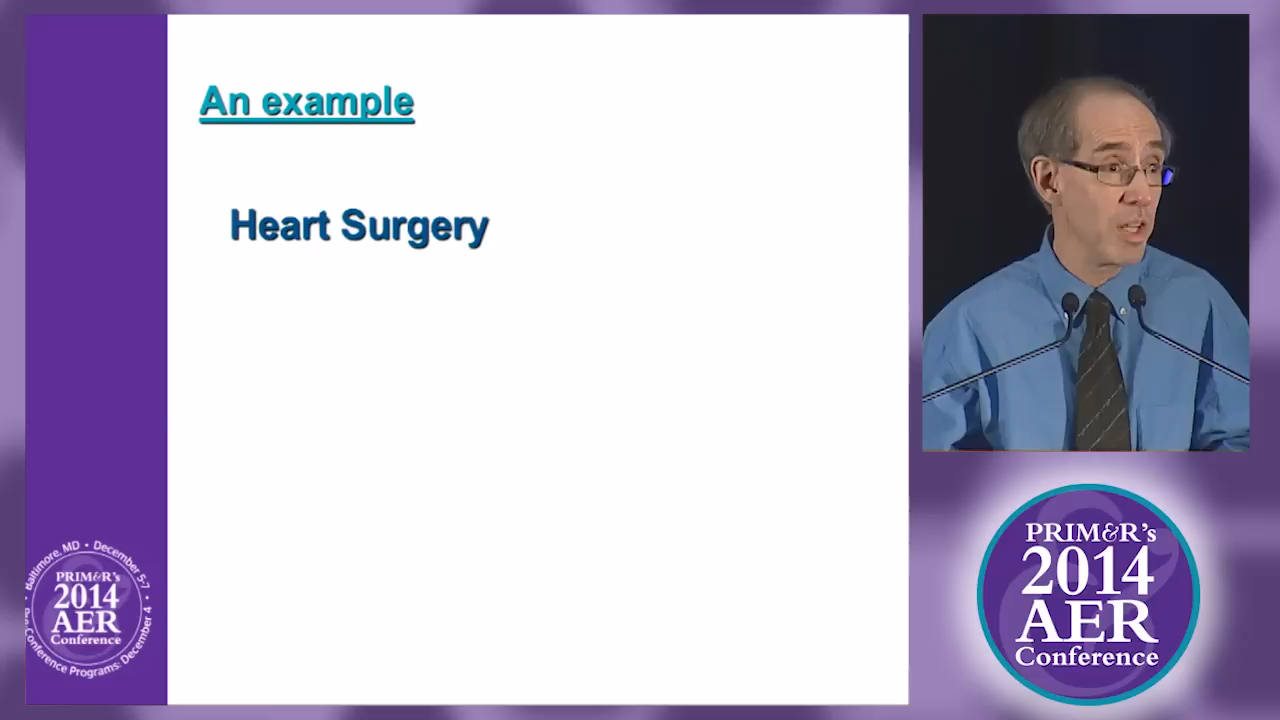 An example
Heart Surgery
Baltimore, MD • December 5-7 •
PRIM&R's
2014
AER
Conference
Pre-Conference Programs: December 4
PRIM&R's
2014
AER
Conference